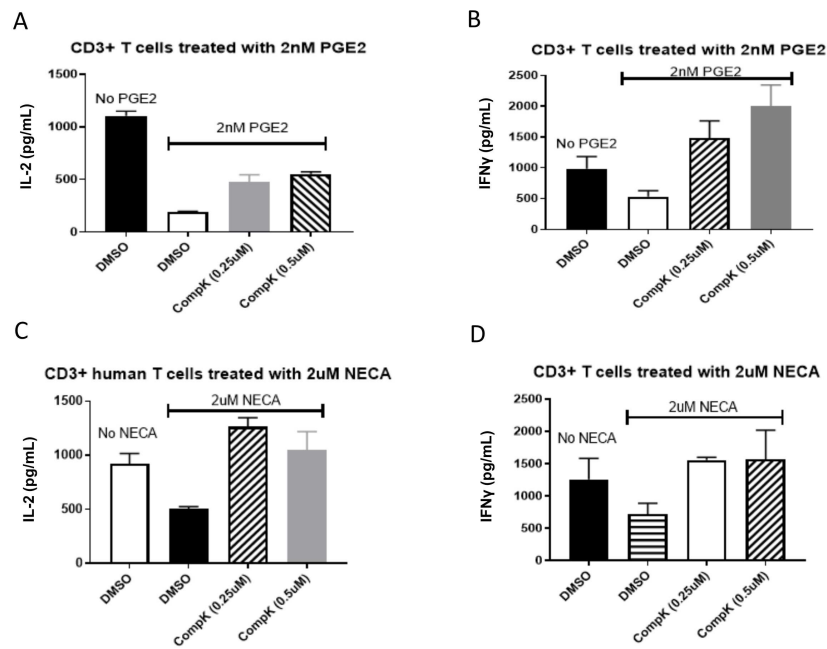 A
CD3+ T cells treated with 2nM PGE2
IL-2 (pg/mL)
1500
1000
500
0
No PGE2
2nM PGE2
DMSO
DMSO
CompK (0.25uM)
CompK (0.5uM)
B
CD3+ T cells treated with 2nM PGE2
IFNγ (pg/mL)
2500
2000
1500
1000
500
0
2nM PGE2
No PGE2
DMSO
DMSO
CompK (0.25uM)
CompK (0.5uM)
C
CD3+ human T cells treated with 2uM NECA
IL-2 (pg/mL)
1500
1000
500
0
2uM NECA
No NECA
DMSO
DMSO
CompK (0.25uM)
CompK (0.5uM)
D
CD3+ T cells treated with 2uM NECA
IFNγ (pg/mL)
2500
2000
1500
1000
500
0
2uM NECA
No NECA
DMSO
DMSO
CompK (0.25uM)
CompK (0.5uM)